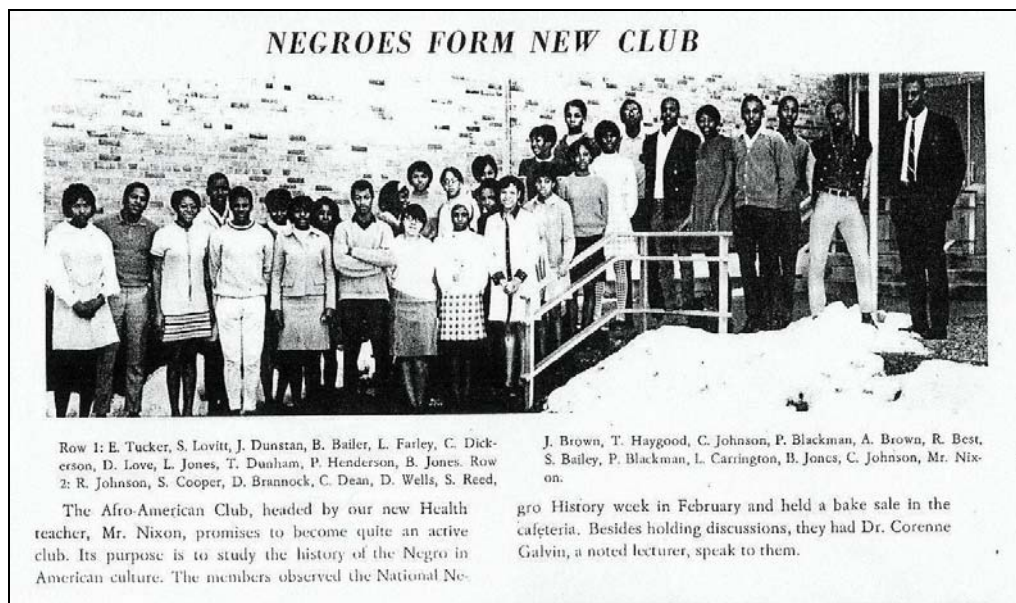 NEGROES FORM NEW CLUB
Row 1: E. Tucker, S. Lovitt, J. Dunstan, B. Bailer, L. Farley, C. Dick-
erson, D. Love, L. Jones, T. Dunham, P. Henderson, B. Jones. Row
2: R. Johnson, S. Cooper, D. Brannock, C. Dean, D. Wells, S. Reed,
J. Brown, T. Haygood, C. Johnson, P. Blackman, A. Brown, R. Best,
S. Bailey, P. Blackman, L. Carrington, B. Jones, C. Johnson, Mr. Nix-
on.
The Afro-American Club, headed by our new Health
teacher, Mr. Nixon, promises to become quite an active
club. Its purpose is to study the history of the Negro in
American culture. The members observed the National Ne-
gro History week in February and held a bake sale in the
cafeteria. Besides holding discussions, they had Dr. Corenne
Galvin, a noted lecturer, speak to them.